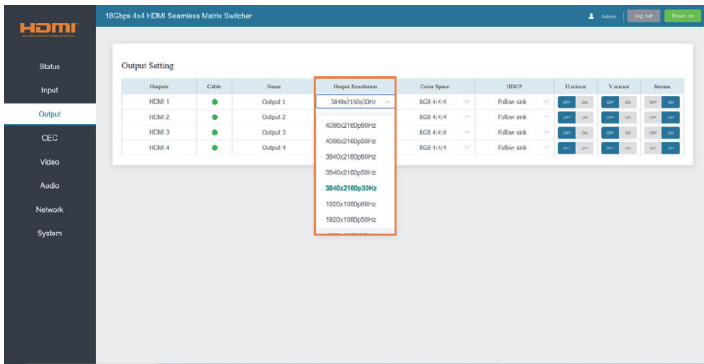 HDMI
18Gbps 4x4 HDMI Seamless Matrix Switcher
Admin
Log out
Power on
Status
Input
Output
CEC
Video
Audio
Network
System
Output Setting
Outputs Cable Name Output Resolution Color Space HDCP H mirror V mirror Stream
HDMI 1 Output 1 3840x2160p30Hz RGB 4:4:4 Follow sink OFF ON OFF ON OFF ON
HDMI 2 Output 2 RGB 4:4:4 Follow sink OFF ON OFF ON OFF ON
HDMI 3 Output 3 RGB 4:4:4 Follow sink OFF ON OFF ON OFF ON
HDMI 4 Output 4 RGB 4:4:4 Follow sink OFF ON OFF ON OFF ON
4096x2160p60Hz
4096x2160p50Hz
3840x2160p60Hz
3840x2160p50Hz
3840x2160p30Hz
1920x1080p60Hz
1920x1080p50Hz